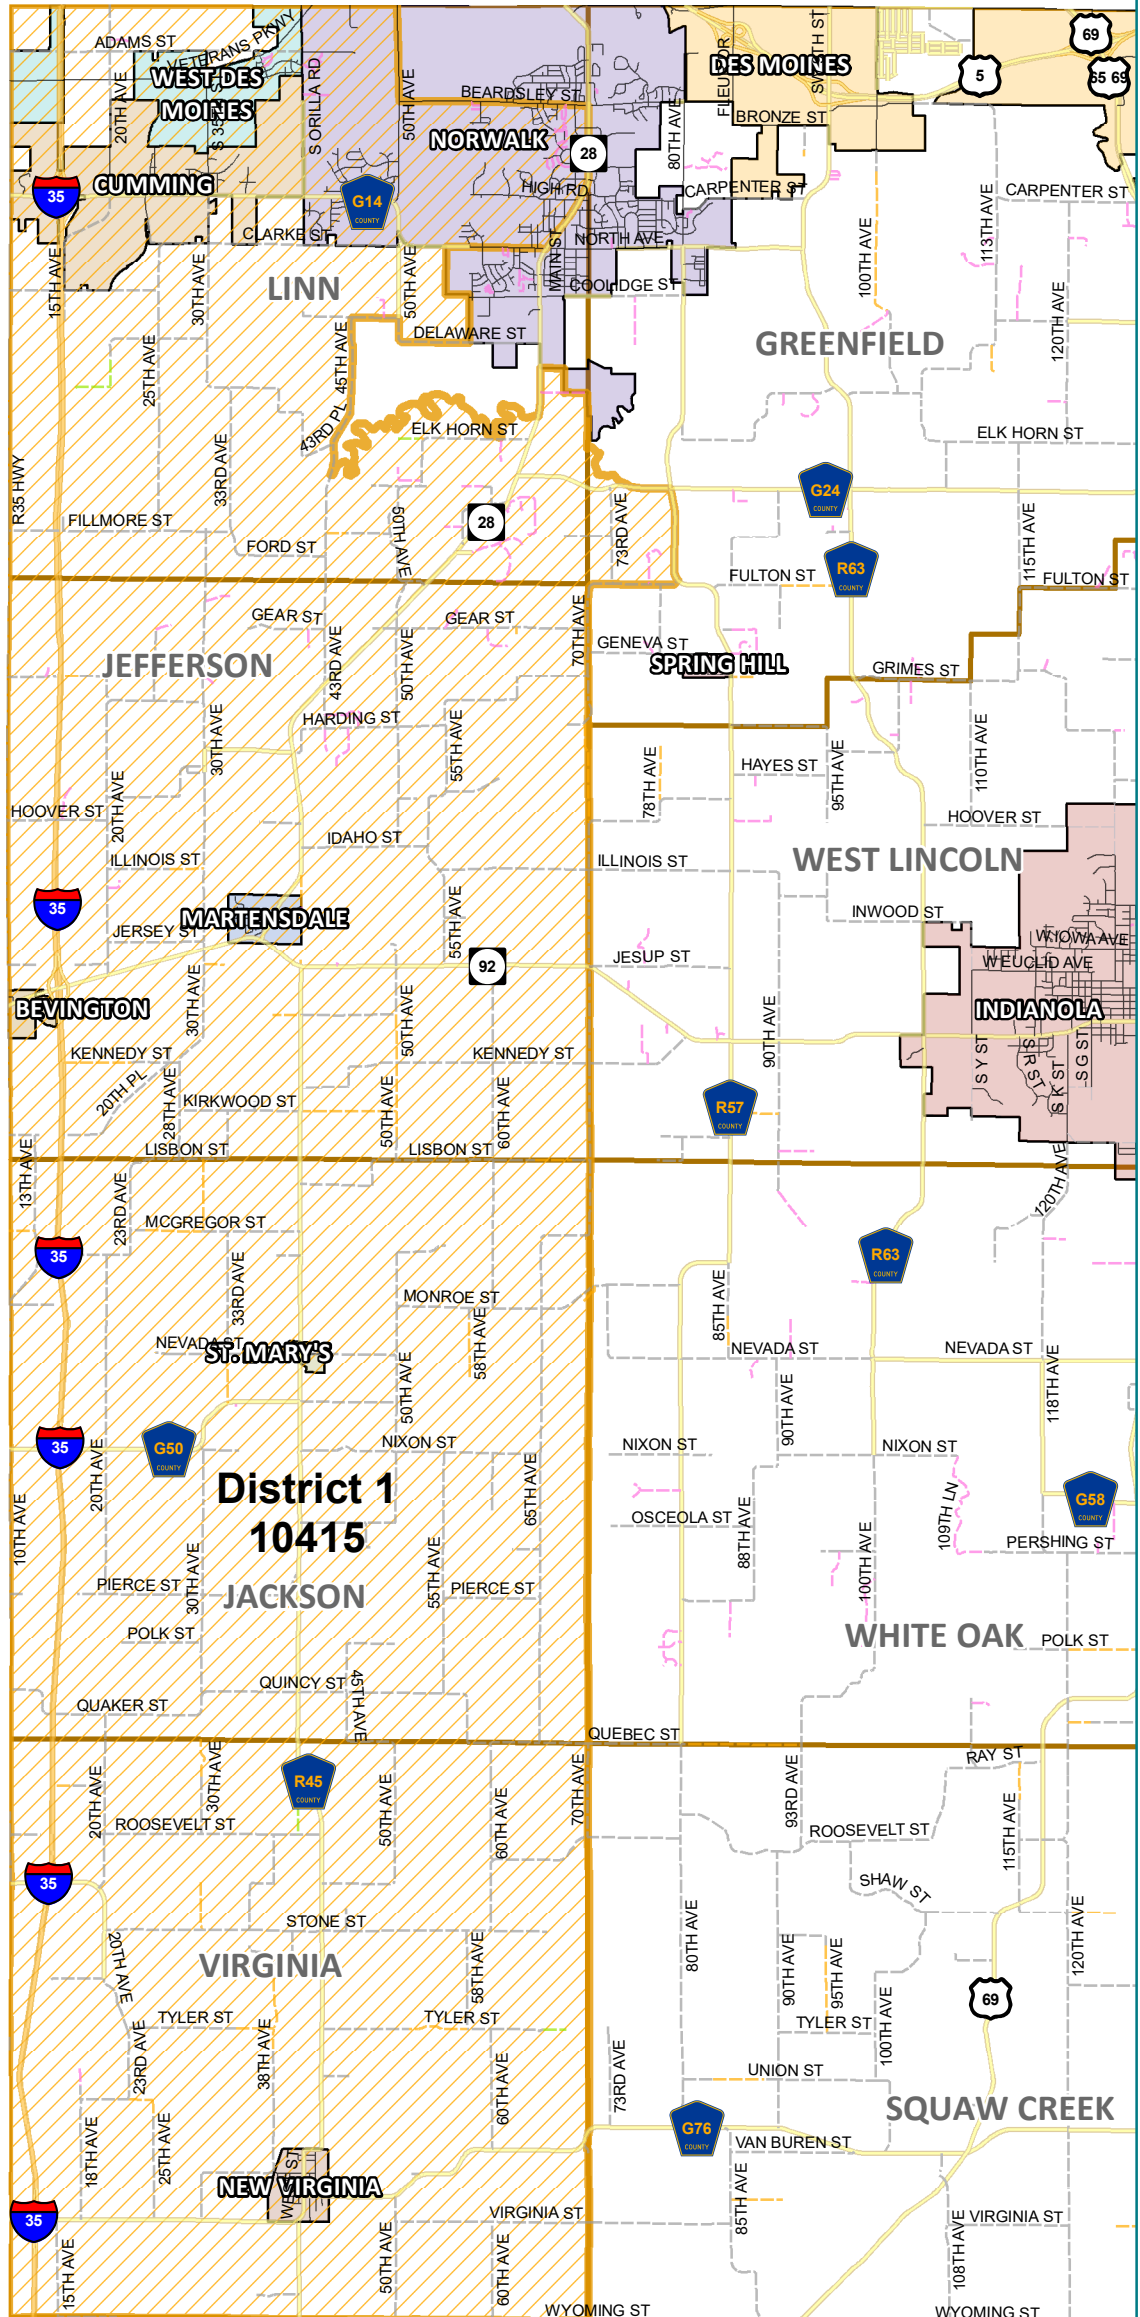 ADAMS ST
VETERANS PKWY
20TH AVE
WEST DES
MOINES
S 35TH ST
S ORILLA RD
50TH AVE
BEARDSLEY ST
NORWALK
28
80TH AVE
DES MOINES
BRONZE ST
69
5
65 69
CUMMING
35
G14
COUNTY
HIGH RD
CARPENTER ST
CARPENTER ST
CLARKE ST
NORTH AVE
MAIN ST
100TH AVE
113TH AVE
15TH AVE
30TH AVE
LINN
50TH AVE
COOLIDGE ST
DELAWARE ST
GREENFIELD
120TH AVE
25TH AVE
45TH AVE
43RD PL
ELK HORN ST
ELK HORN ST
R35 HWY
33RD AVE
FILLMORE ST
FORD ST
50TH AVE
28
73RD AVE
G24
COUNTY
R63
COUNTY
115TH AVE
FULTON ST
FULTON ST
GEAR ST
GEAR ST
70TH AVE
GENEVA ST
SPRING HILL
GRIMES ST
JEFFERSON
43RD AVE
50TH AVE
30TH AVE
HARDING ST
55TH AVE
78TH AVE
HAYES ST
95TH AVE
110TH AVE
HOOVER ST
20TH AVE
IDAHO ST
HOOVER ST
ILLINOIS ST
ILLINOIS ST
WEST LINCOLN
35
MARTENSDALE
JERSEY ST
55TH AVE
92
JESUP ST
INWOOD ST
W IOWA AVE
W EUCLID AVE
BEVINGTON
30TH AVE
50TH AVE
90TH AVE
INDIANOLA
KENNEDY ST
KENNEDY ST
S Y ST
S R ST
S K ST
S G ST
20TH PL
28TH AVE
KIRKWOOD ST
50TH AVE
60TH AVE
R57
COUNTY
LISBON ST
LISBON ST
13TH AVE
23RD AVE
120TH AVE
MCGREGOR ST
35
33RD AVE
R63
COUNTY
MONROE ST
85TH AVE
NEVADA ST
ST. MARY'S
58TH AVE
NEVADA ST
NEVADA ST
50TH AVE
90TH AVE
118TH AVE
35
G50
COUNTY
NIXON ST
NIXON ST
NIXON ST
20TH AVE
District 1
10415
65TH AVE
109TH LN
G58
COUNTY
10TH AVE
OSCEOLA ST
88TH AVE
PERSHING ST
PIERCE ST
30TH AVE
JACKSON
55TH AVE
PIERCE ST
100TH AVE
POLK ST
WHITE OAK
POLK ST
QUINCY ST
45TH AVE
QUAKER ST
QUEBEC ST
RAY ST
20TH AVE
30TH AVE
R45
COUNTY
50TH AVE
60TH AVE
70TH AVE
93RD AVE
115TH AVE
ROOSEVELT ST
ROOSEVELT ST
35
SHAW ST
STONE ST
20TH AVE
VIRGINIA
58TH AVE
80TH AVE
90TH AVE
95TH AVE
120TH AVE
69
TYLER ST
TYLER ST
TYLER ST
100TH AVE
23RD AVE
38TH AVE
60TH AVE
73RD AVE
UNION ST
SQUAW CREEK
G76
COUNTY
VAN BUREN ST
18TH AVE
25TH AVE
NEW VIRGINIA
35
VIRGINIA ST
85TH AVE
VIRGINIA ST
15TH AVE
50TH AVE
60TH AVE
108TH AVE
WYOMING ST
WYOMING ST